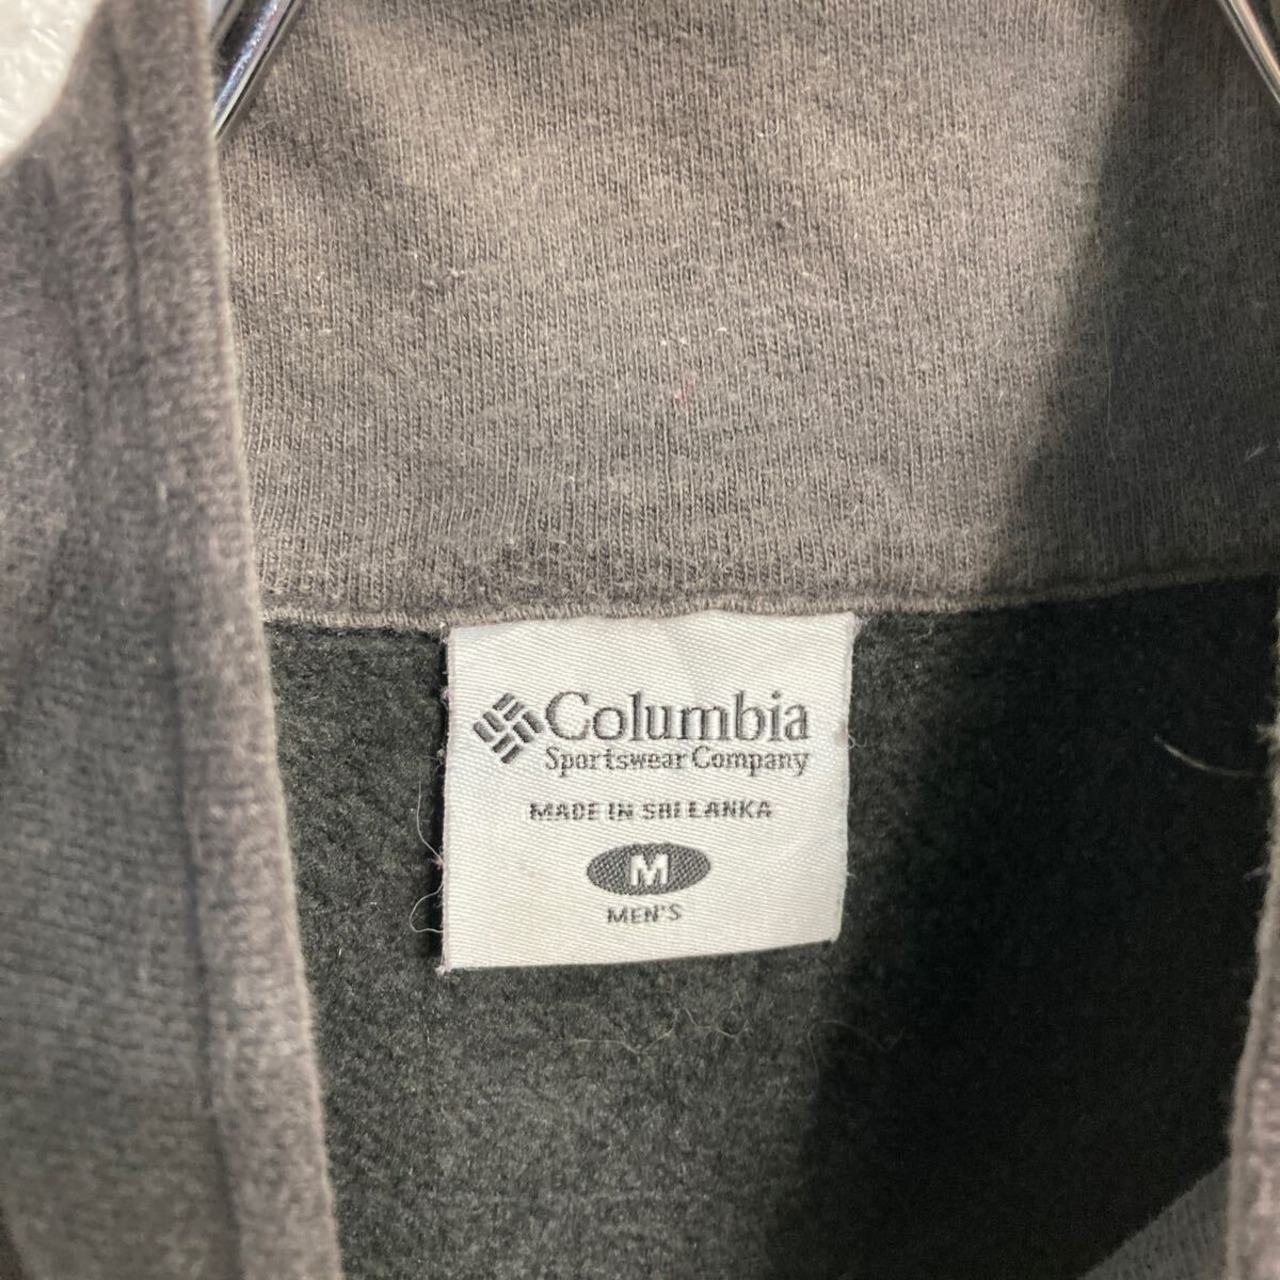 Columbia
Sportswear Company
MADE IN SRI LANKA
M
MEN'S